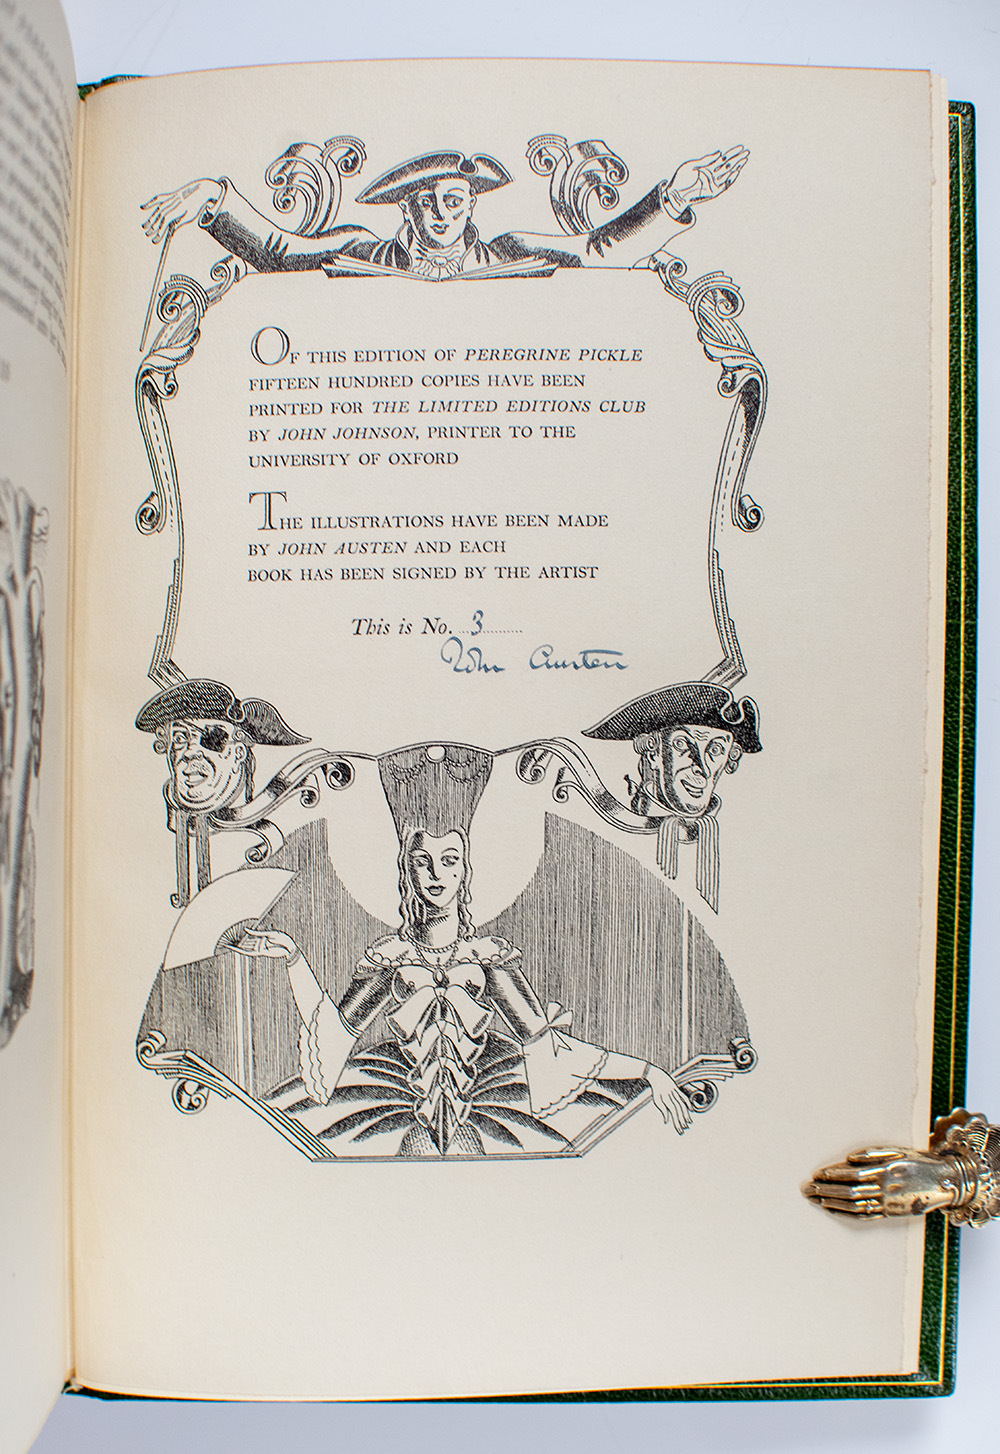 OF THIS EDITION OF PEREGRINE PICKLE
FIFTEEN HUNDRED COPIES HAVE BEEN
PRINTED FOR THE LIMITED EDITIONS CLUB
BY JOHN JOHNSON, PRINTER TO THE
UNIVERSITY OF OXFORD
THE ILLUSTRATIONS HAVE BEEN MADE
BY JOHN AUSTEN AND EACH
BOOK HAS BEEN SIGNED BY THE ARTIST
This is No. 3
John Austen